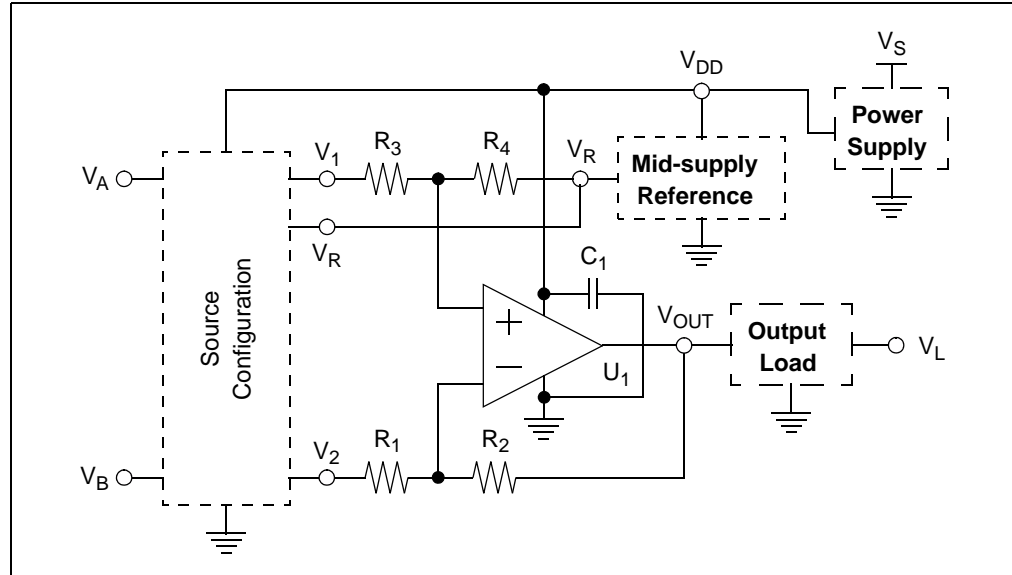 V_S
V_DD
Power
Supply
V_A
V_1
R_3
R_4
V_R
Mid-supply
Reference
V_R
Source
Configuration
C_1
+
−
U_1
V_OUT
Output
Load
V_L
V_B
V_2
R_1
R_2